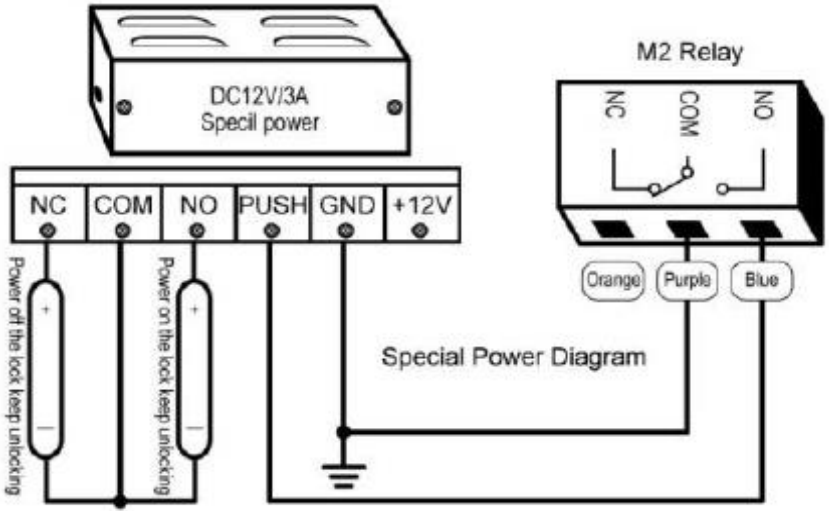 DC12V/3A
Specil power
M2 Relay
NC
COM
NO
NC
COM
NO
PUSH
GND
+12V
Orange
Purple
Blue
Power off the lock keep unlocking
+
—
Power on the lock keep unlocking
+
—
Special Power Diagram